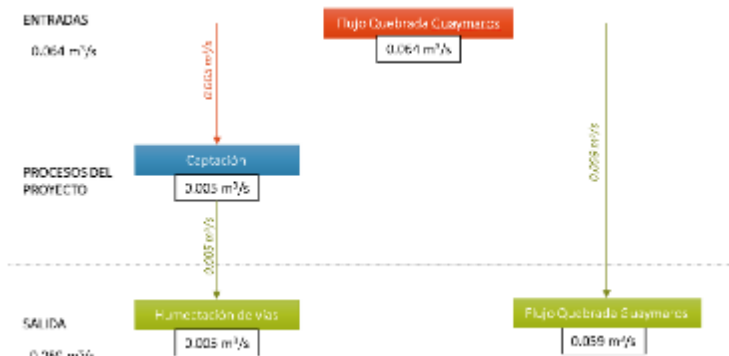 ENTRADAS
Flujo Quebrada Guaymaros
0.064 m³/s
0.064 m³/s
0.005 m³/s
Captación
0.005 m³/s
0.059 m³/s
PROCESOS DEL
PROYECTO
0.005 m³/s
Humectación de vías
Flujo Quebrada Guaymaros
SALIDA
0.005 m³/s
0.059 m³/s